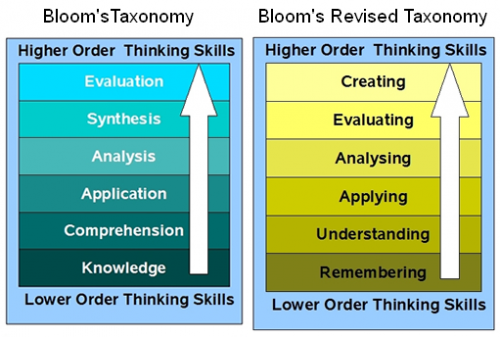 Bloom'sTaxonomy
Higher Order Thinking Skills
Evaluation
Synthesis
Analysis
Application
Comprehension
Knowledge
Lower Order Thinking Skills
Bloom's Revised Taxonomy
Higher Order Thinking Skills
Creating
Evaluating
Analysing
Applying
Understanding
Remembering
Lower Order Thinking Skills